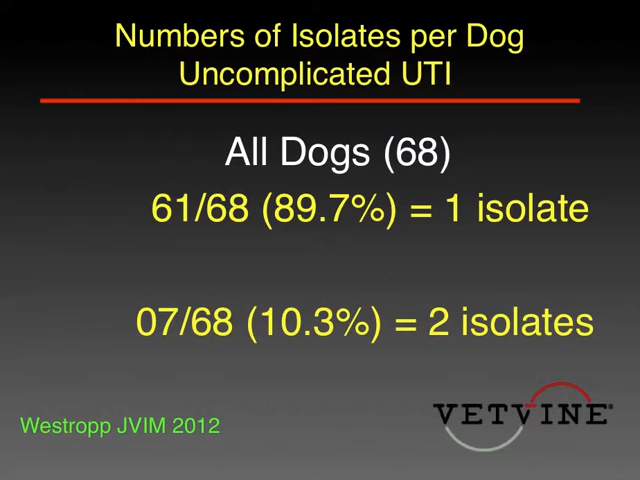 Numbers of Isolates per Dog
Uncomplicated UTI
All Dogs (68)
61/68 (89.7%) = 1 isolate
07/68 (10.3%) = 2 isolates
Westropp JVIM 2012
VETVINE®